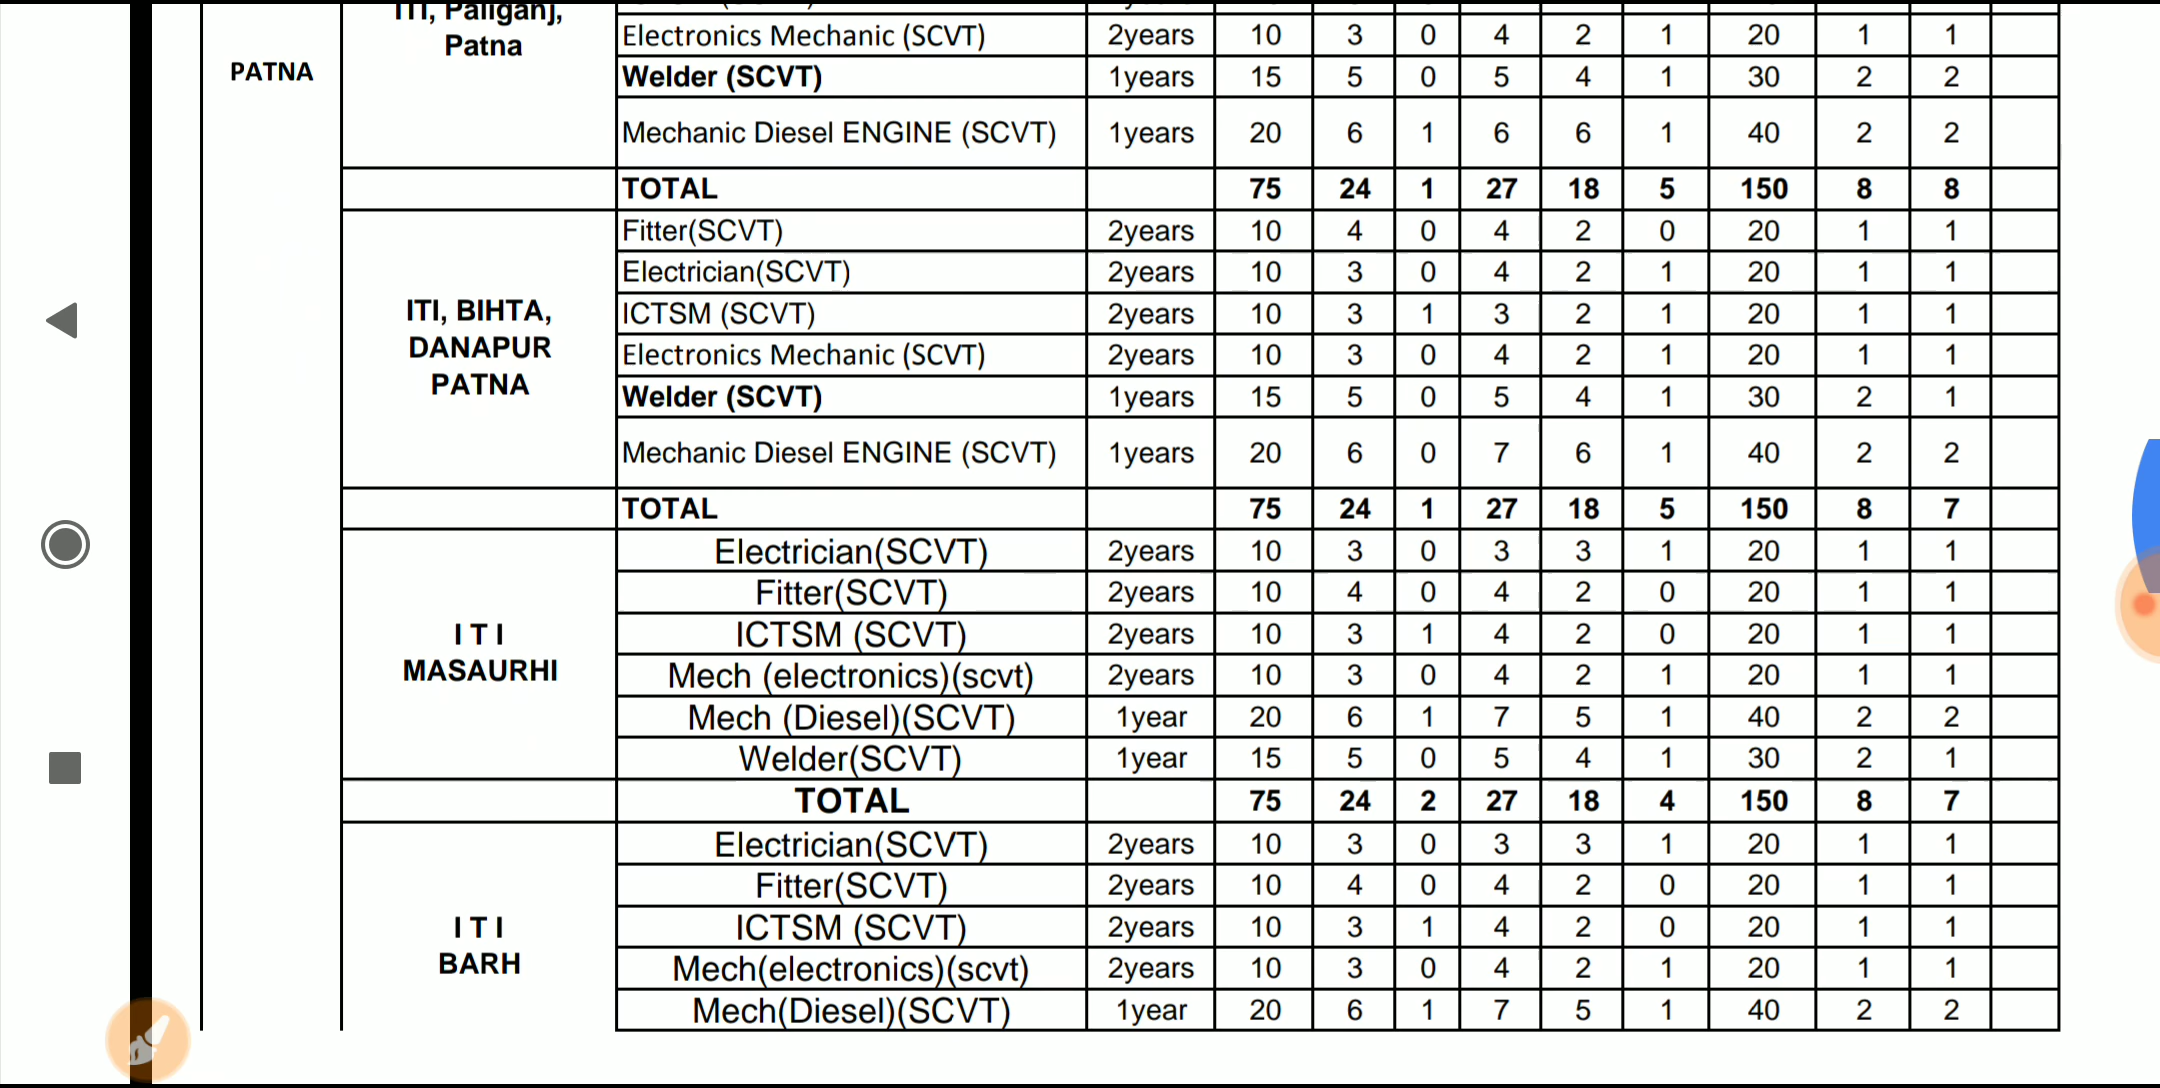 ITI, Paliganj,
Patna
PATNA
Electronics Mechanic (SCVT) 2years 10 3 0 4 2 1 20 1 1
Welder (SCVT) 1years 15 5 0 5 4 1 30 2 2
Mechanic Diesel ENGINE (SCVT) 1years 20 6 1 6 6 1 40 2 2
TOTAL 75 24 1 27 18 5 150 8 8
ITI, BIHTA,
DANAPUR
PATNA
Fitter(SCVT) 2years 10 4 0 4 2 0 20 1 1
Electrician(SCVT) 2years 10 3 0 4 2 1 20 1 1
ICTSM (SCVT) 2years 10 3 1 3 2 1 20 1 1
Electronics Mechanic (SCVT) 2years 10 3 0 4 2 1 20 1 1
Welder (SCVT) 1years 15 5 0 5 4 1 30 2 1
Mechanic Diesel ENGINE (SCVT) 1years 20 6 0 7 6 1 40 2 2
TOTAL 75 24 1 27 18 5 150 8 7
I T I
MASAURHI
Electrician(SCVT) 2years 10 3 0 3 3 1 20 1 1
Fitter(SCVT) 2years 10 4 0 4 2 0 20 1 1
ICTSM (SCVT) 2years 10 3 1 4 2 0 20 1 1
Mech (electronics)(scvt) 2years 10 3 0 4 2 1 20 1 1
Mech (Diesel)(SCVT) 1year 20 6 1 7 5 1 40 2 2
Welder(SCVT) 1year 15 5 0 5 4 1 30 2 1
TOTAL 75 24 2 27 18 4 150 8 7
I T I
BARH
Electrician(SCVT) 2years 10 3 0 3 3 1 20 1 1
Fitter(SCVT) 2years 10 4 0 4 2 0 20 1 1
ICTSM (SCVT) 2years 10 3 1 4 2 0 20 1 1
Mech(electronics)(scvt) 2years 10 3 0 4 2 1 20 1 1
Mech(Diesel)(SCVT) 1year 20 6 1 7 5 1 40 2 2